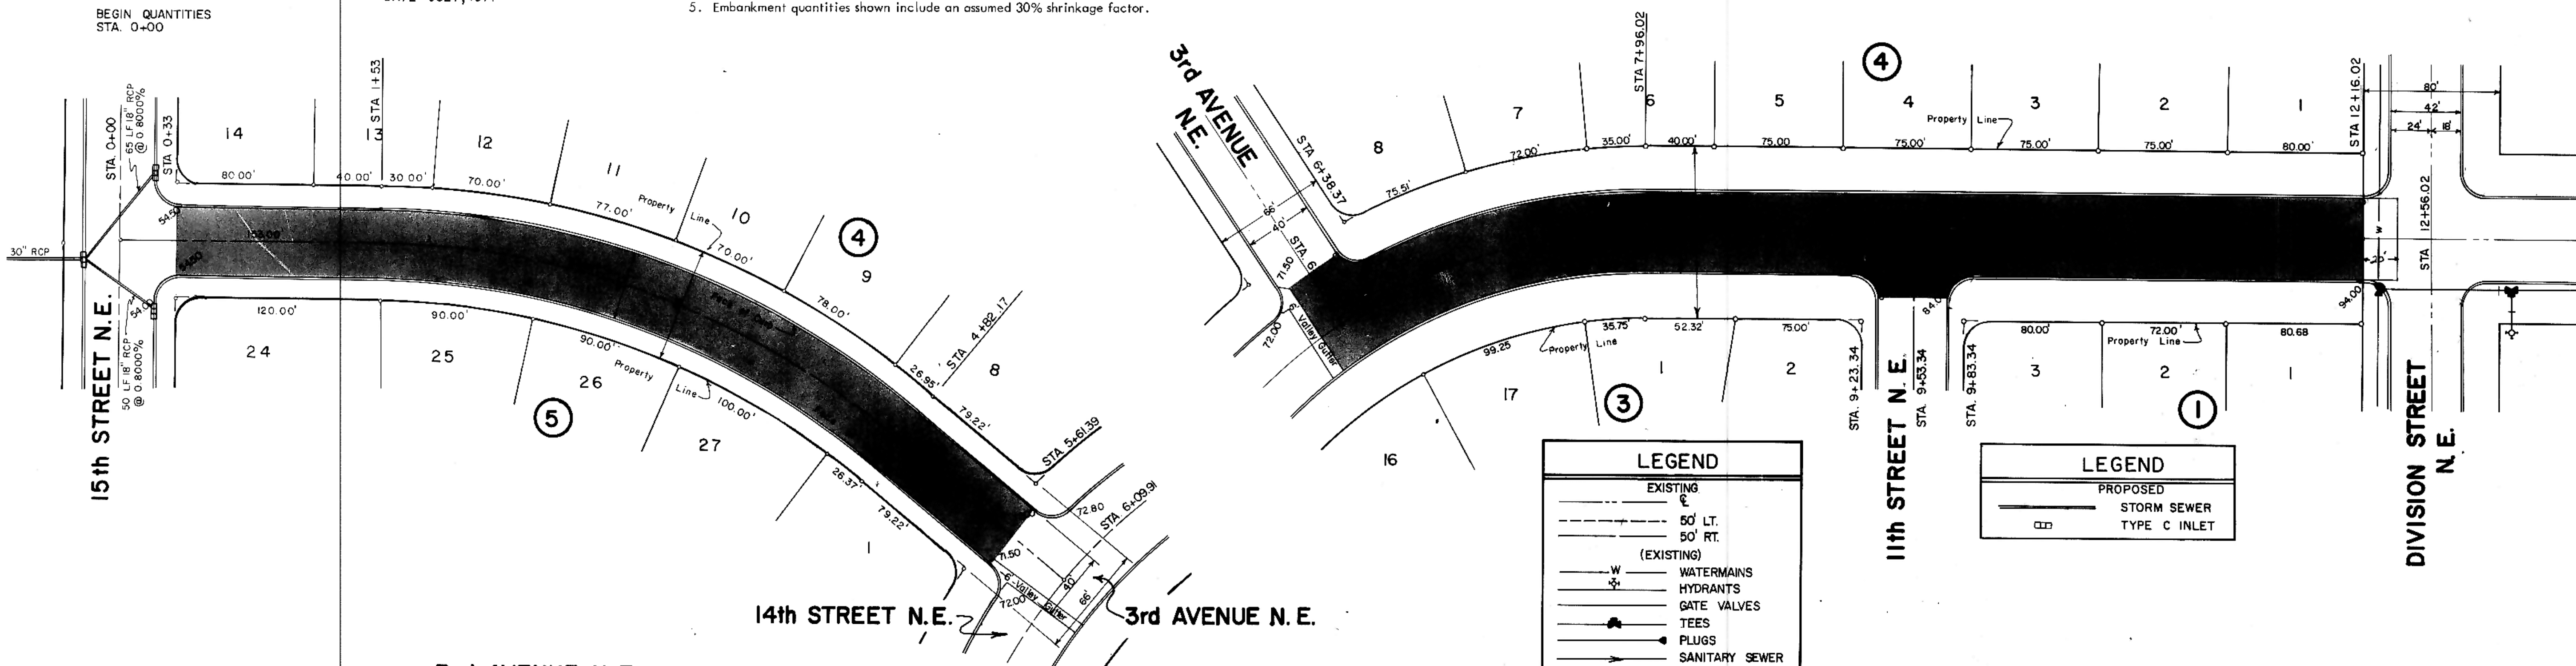 BEGIN QUANTITIES
STA. 0+00
5. Embankment quantities shown include an assumed 30% shrinkage factor.
STA. 0+00
65 LF 18" RCP
@ 0.8000%
STA. 0+33
STA 1+53
14
13
12
11
10
9
8
4
80.00'
40.00'
30.00'
70.00'
77.00'
Property Line
70.00'
78.00'
26.95'
STA 4+82.17
79.22'
STA 5+61.39
30" RCP
54.50
15th STREET N.E.
50 LF 18" RCP
@ 0.8000%
120.00'
90.00'
90.00'
Property Line
100.00'
26.37'
79.22'
24
25
26
27
1
5
72.80
STA. 6+09.91
71.50
6' Valley Gutter
72.00
40'
66'
14th STREET N.E.
3rd AVENUE N.E.
3rd AVENUE
N.E.
STA 6+38.37
66'
40'
STA. 6
71.50
6' Valley Gutter
72.00
8
7
6
5
4
3
2
1
4
75.51'
72.00'
35.00'
40.00'
STA 7+96.02
75.00
75.00'
Property Line
75.00'
75.00'
80.00'
STA 12+16.02
80'
42'
24'
18'
W
20'
STA 12+56.02
94.00
99.25
Property Line
35.75'
52.32'
75.00'
16
17
1
2
3
STA. 9+23.34
11th STREET N.E.
STA. 9+53.34
STA. 9+83.34
80.00'
72.00'
Property Line
80.68
3
2
1
1
DIVISION STREET
N.E.
LEGEND
EXISTING
℄
50' LT.
50' RT.
(EXISTING)
W WATERMAINS
HYDRANTS
GATE VALVES
TEES
PLUGS
SANITARY SEWER
LEGEND
PROPOSED
STORM SEWER
TYPE C INLET